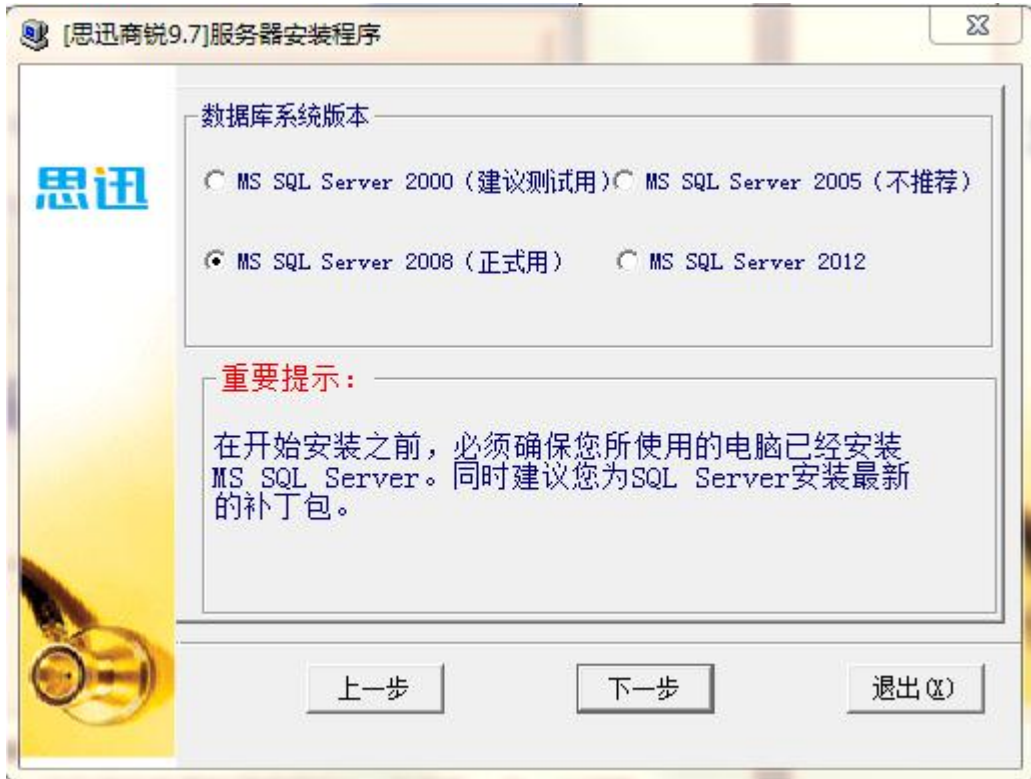 [思迅商锐9.7]服务器安装程序
数据库系统版本
思迅
MS SQL Server 2000（建议测试用） MS SQL Server 2005（不推荐）
MS SQL Server 2008（正式用） MS SQL Server 2012
重要提示：
在开始安装之前，必须确保您所使用的电脑已经安装
MS SQL Server。同时建议您为SQL Server安装最新
的补丁包。
上一步 下一步 退出(X)